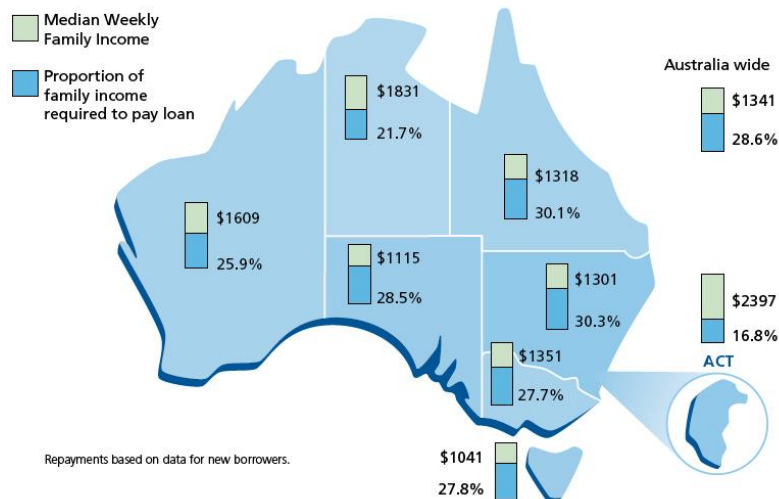 Median Weekly
Family Income
Proportion of
family income
required to pay loan
Australia wide
$1341
28.6%
$1831
21.7%
$1318
30.1%
$1609
25.9%
$1115
28.5%
$1301
30.3%
$2397
16.8%
ACT
$1351
27.7%
Repayments based on data for new borrowers.
$1041
27.8%